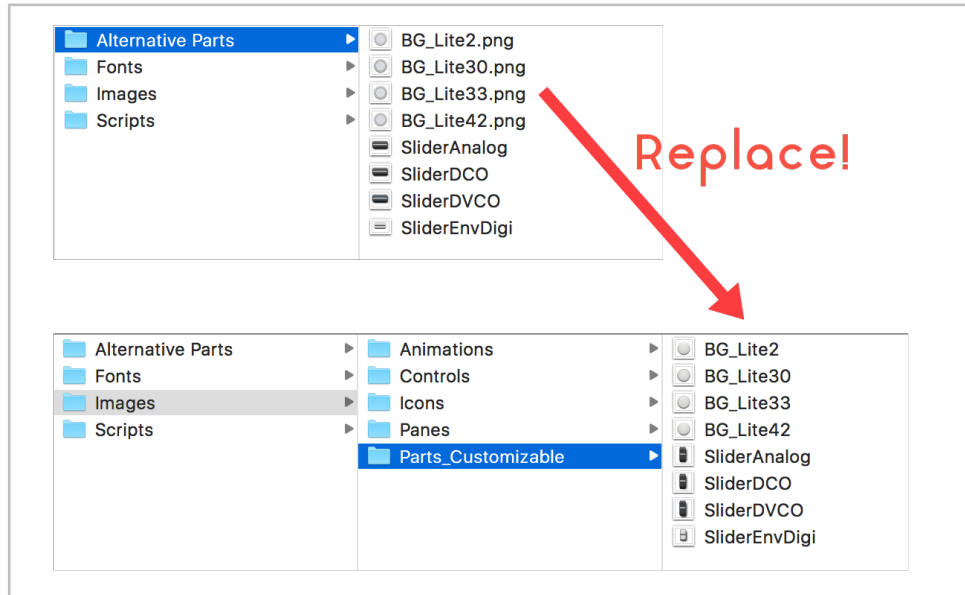 Alternative Parts
Fonts
Images
Scripts
BG_Lite2.png
BG_Lite30.png
BG_Lite33.png
BG_Lite42.png
SliderAnalog
SliderDCO
SliderDVCO
SliderEnvDigi
Replace!
Alternative Parts
Fonts
Images
Scripts
Animations
Controls
Icons
Panes
Parts_Customizable
BG_Lite2
BG_Lite30
BG_Lite33
BG_Lite42
SliderAnalog
SliderDCO
SliderDVCO
SliderEnvDigi